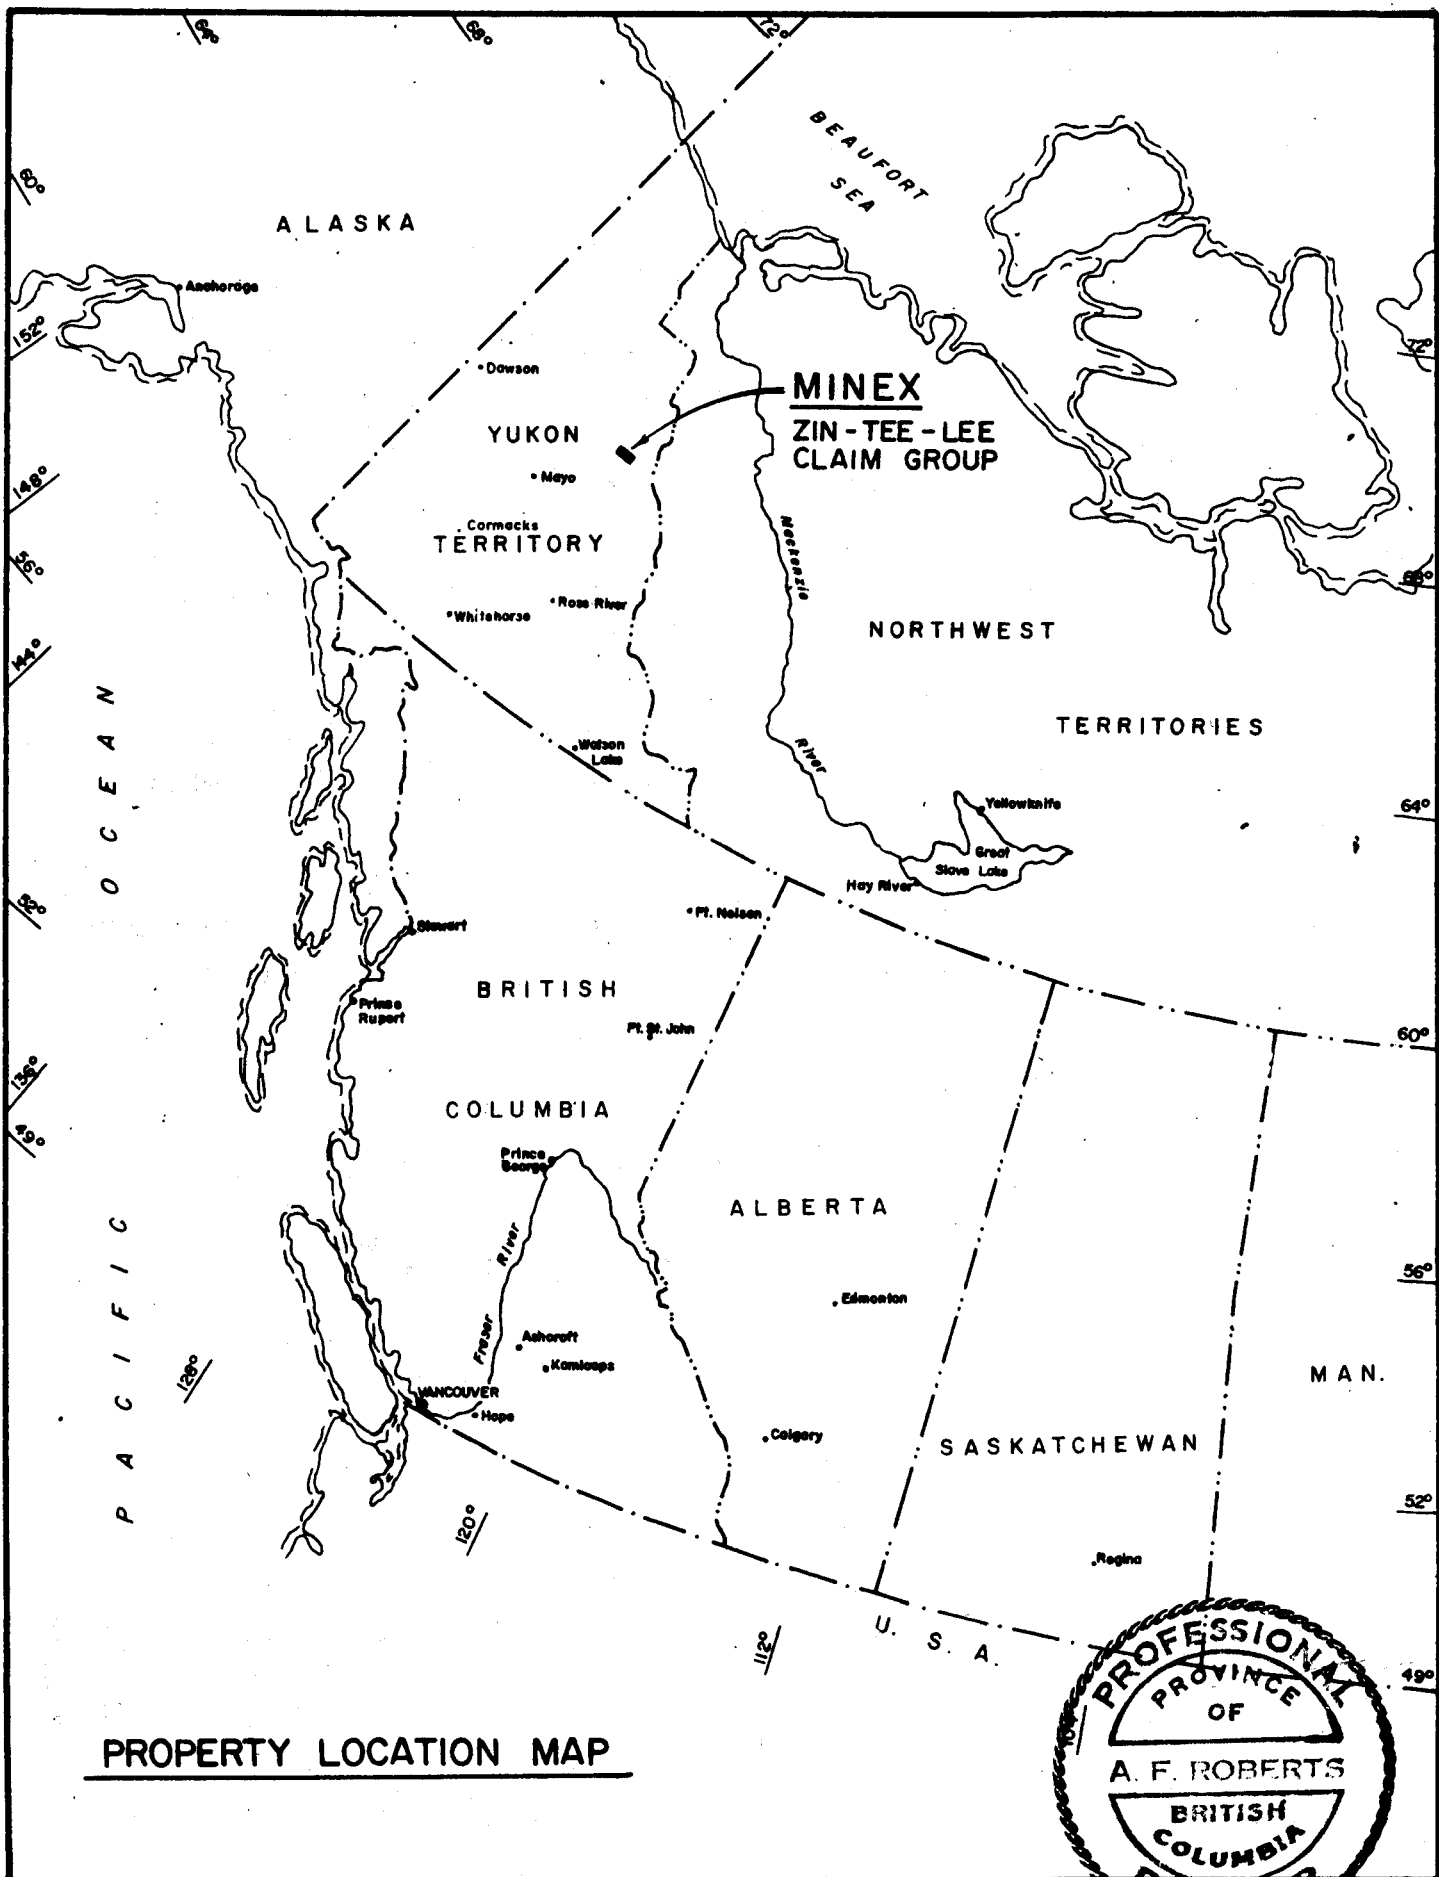 64°
68°
72°
60°
BEAUFORT
SEA
ALASKA
Anchorage
152°
72°
Dawson
MINEX
ZIN-TEE-LEE
CLAIM GROUP
YUKON
Mayo
148°
Carmacks
TERRITORY
Mackenzie
56°
68°
Ross River
Whitehorse
NORTHWEST
144°
TERRITORIES
Watson
Lake
River
Yellowknife
64°
Great
Slave Lake
Hay River
52°
Ft. Nelson
Stewart
PACIFIC OCEAN
BRITISH
Prince
Rupert
Ft. St. John
60°
136°
COLUMBIA
49°
Prince
George
ALBERTA
River
56°
Edmonton
Fraser
Ashcroft
Kamloops
128°
MAN.
VANCOUVER
Hope
Calgary
SASKATCHEWAN
52°
120°
Regina
U. S. A.
112°
49°
PROFESSIONAL
PROVINCE
OF
A. F. ROBERTS
BRITISH
COLUMBIA
PROPERTY LOCATION MAP